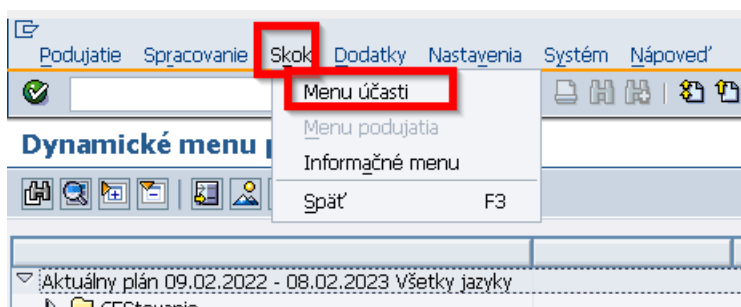 Podujatie Spracovanie Skok Dodatky Nastavenia Systém Nápoveď
Menu účasti
Menu podujatia
Dynamické menu
Informačné menu
Späť F3
Aktuálny plán 09.02.2022 - 08.02.2023 Všetky jazyky